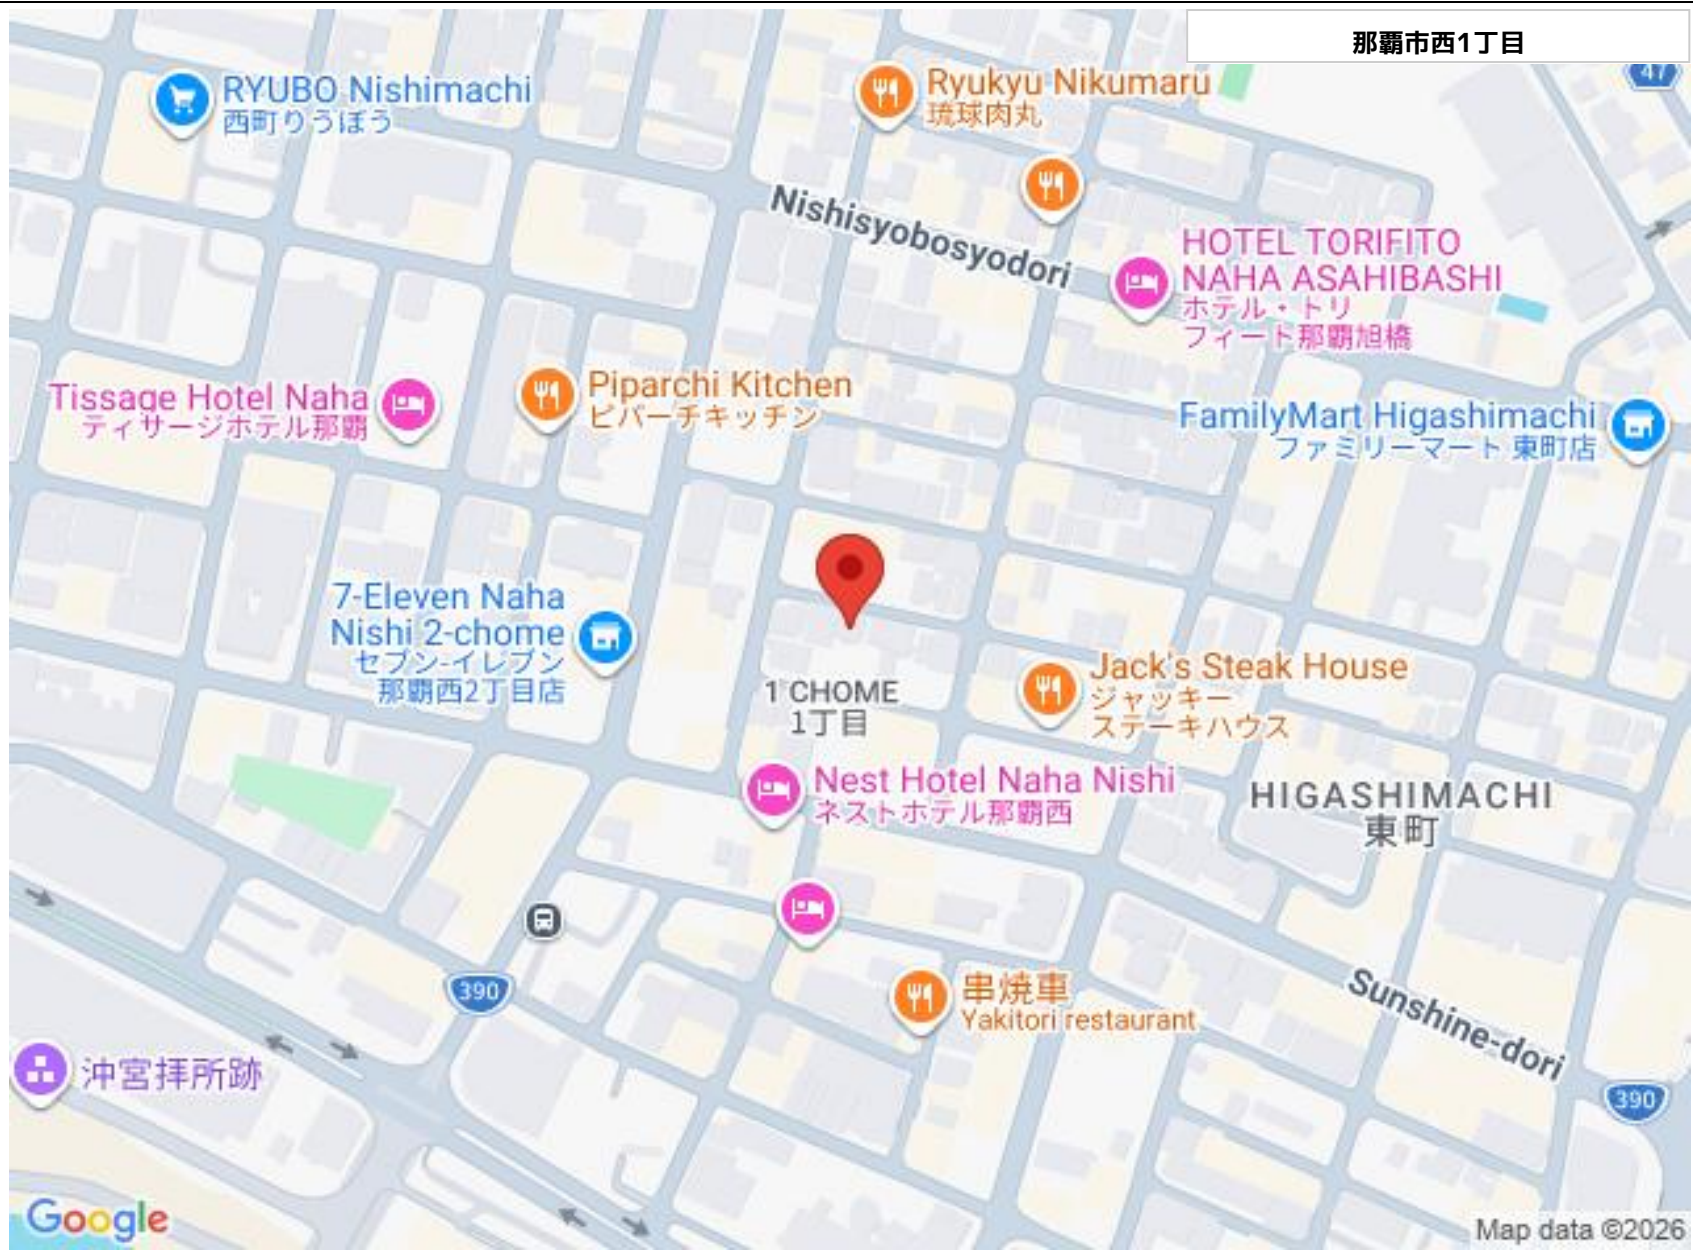 那覇市西1丁目
47
RYUBO Nishimachi
西町りうぼう
Ryukyu Nikumaru
琉球肉丸
Nishisyobosyodori
HOTEL TORIFITO
NAHA ASAHIBASHI
ホテル・トリ
フィート那覇旭橋
Tissage Hotel Naha
ティサージホテル那覇
Piparchi Kitchen
ピパーチキッチン
FamilyMart Higashimachi
ファミリーマート 東町店
7-Eleven Naha
Nishi 2-chome
セブン-イレブン
那覇西2丁目店
1 CHOME
1丁目
Jack's Steak House
ジャッキー
ステーキハウス
Nest Hotel Naha Nishi
ネストホテル那覇西
HIGASHIMACHI
東町
390
串焼車
Yakitori restaurant
Sunshine-dori
沖宮拝所跡
390
Google
Map data ©2026